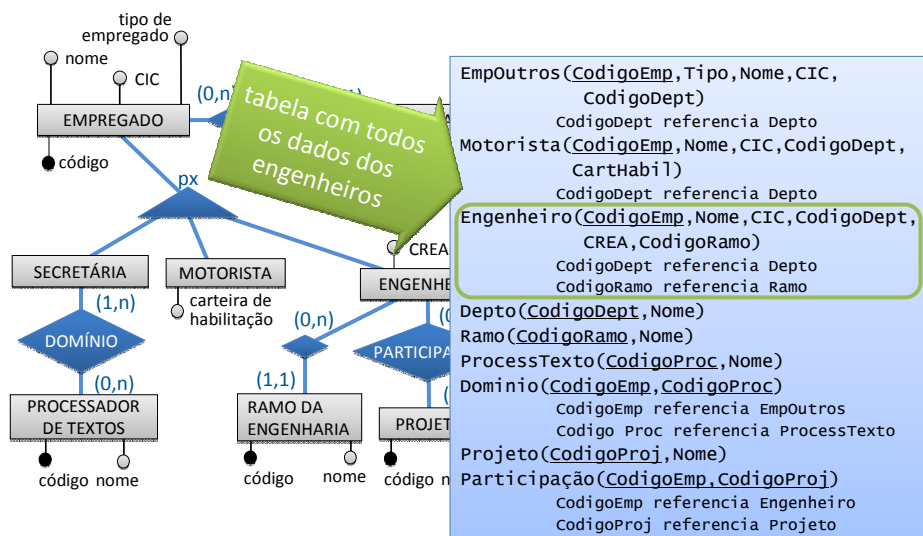 tipo de
empregado
nome
CIC
(0,n)
EMPREGADO
código
px
tabela com todos
os dados dos
engenheiros
CREA
SECRETÁRIA
MOTORISTA
ENGENHE
carteira de
habilitação
(1,n)
(0,n)
DOMÍNIO
PARTICIPA
(0,n)
(1,1)
PROCESSADOR
DE TEXTOS
RAMO DA
ENGENHARIA
PROJET
código nome
código
nome
código n
EmpOutros(CodigoEmp,Tipo,Nome,CIC,
CodigoDept)
CodigoDept referencia Depto
Motorista(CodigoEmp,Nome,CIC,CodigoDept,
CartHabil)
CodigoDept referencia Depto
Engenheiro(CodigoEmp,Nome,CIC,CodigoDept,
CREA,CodigoRamo)
CodigoDept referencia Depto
CodigoRamo referencia Ramo
Depto(CodigoDept,Nome)
Ramo(CodigoRamo,Nome)
ProcessTexto(CodigoProc,Nome)
Dominio(CodigoEmp,CodigoProc)
CodigoEmp referencia EmpOutros
Codigo Proc referencia ProcessTexto
Projeto(CodigoProj,Nome)
Participação(CodigoEmp,CodigoProj)
CodigoEmp referencia Engenheiro
CodigoProj referencia Projeto